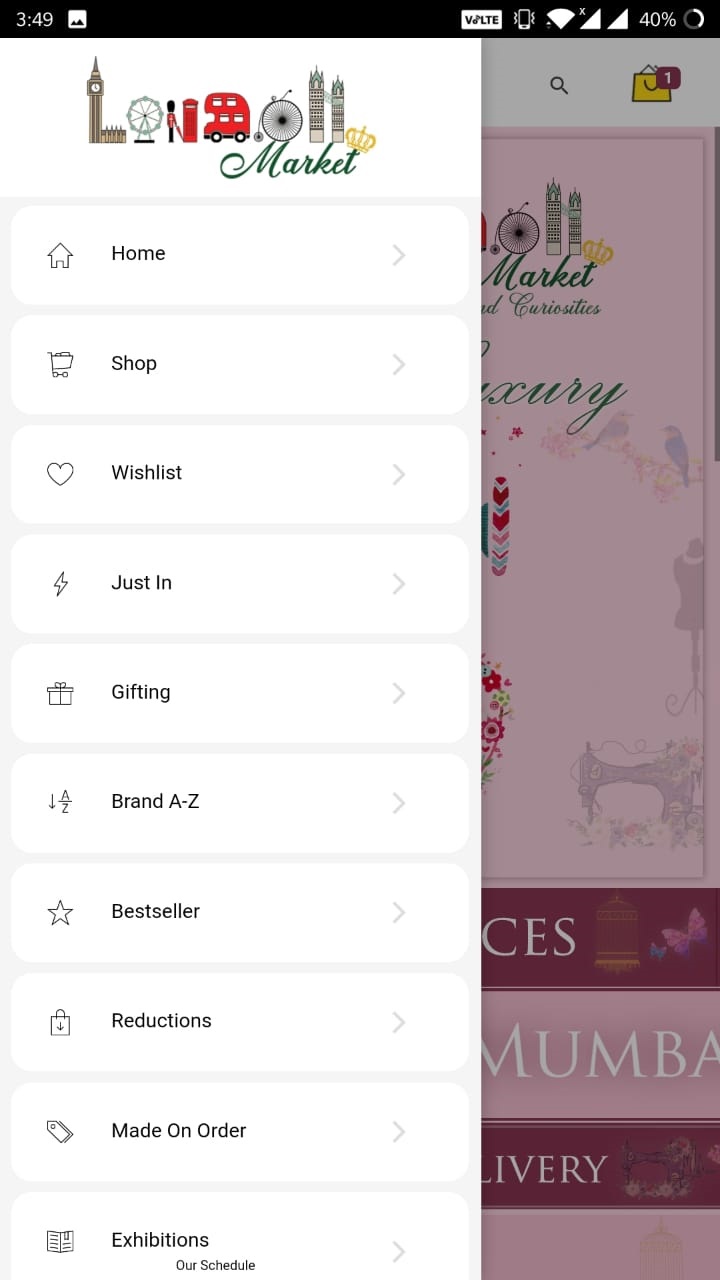 3:49
VoLTE
x
40%
LONDON
Market
1
Home
Shop
Wishlist
Just In
Gifting
Brand A-Z
Bestseller
Reductions
Made On Order
Exhibitions
Our Schedule
Market
nd Curiosities
uxury
CES
MUMBA
LIVERY